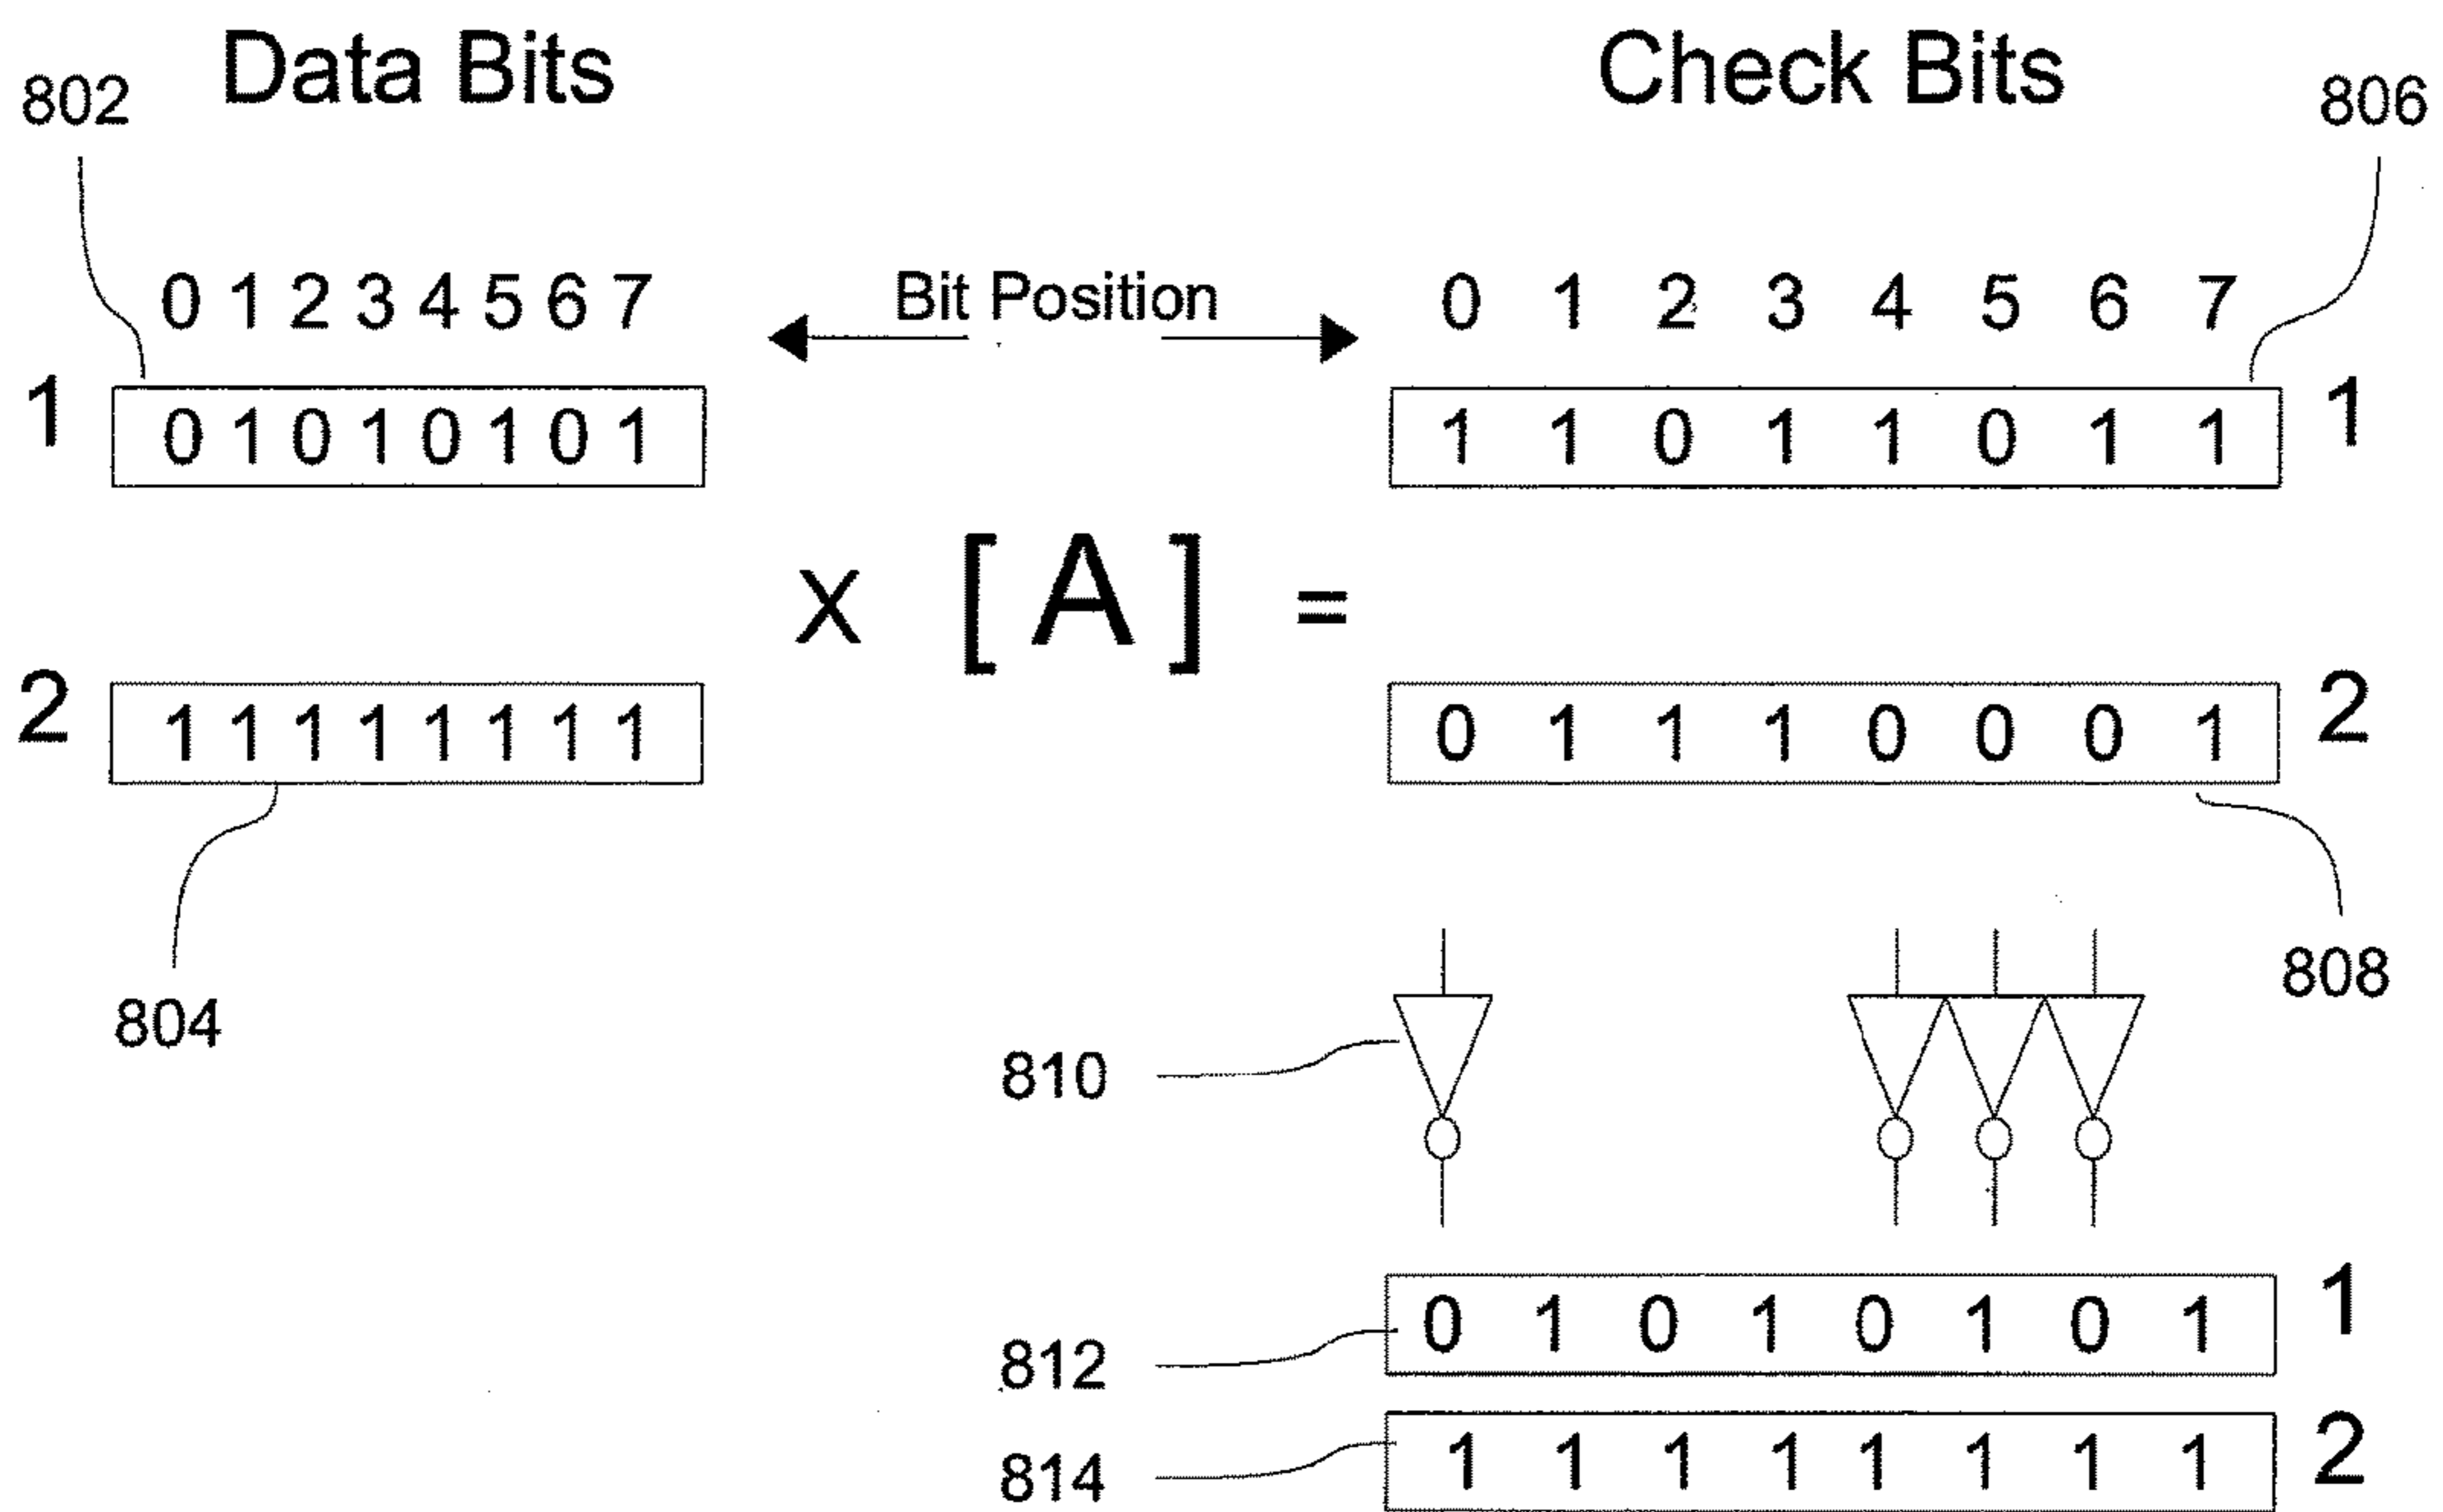 Data Bits Check Bits
802 806
0 1 2 3 4 5 6 7 Bit Position 0 1 2 3 4 5 6 7
1 0 1 0 1 0 1 0 1 1 1 0 1 1 0 1 1 1
x [ A ] =
2 1 1 1 1 1 1 1 1 0 1 1 1 0 0 0 1 2
804 808
810
0 1 0 1 0 1 0 1 1
812
1 1 1 1 1 1 1 1 2
814